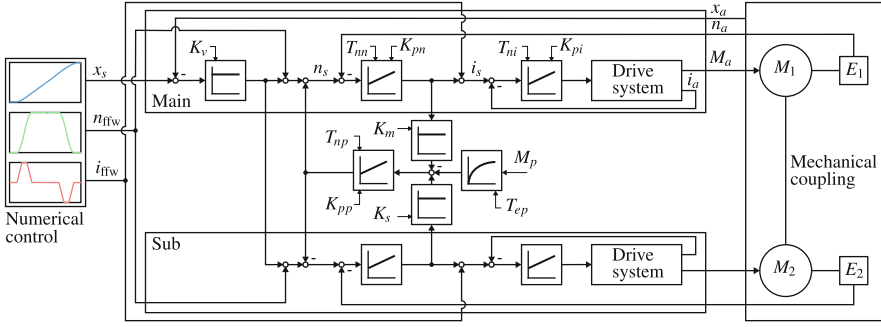 x_a
n_a
K_v
T_nn
K_pn
T_ni
K_pi
x_s
n_s
i_s
M_a
M_1
E_1
-
-
-
Drive
system
i_a
Main
n_ffw
K_m
T_np
-
M_p
i_ffw
Mechanical
coupling
K_pp
K_s
T_ep
Numerical
control
Sub
-
-
-
Drive
system
M_2
E_2